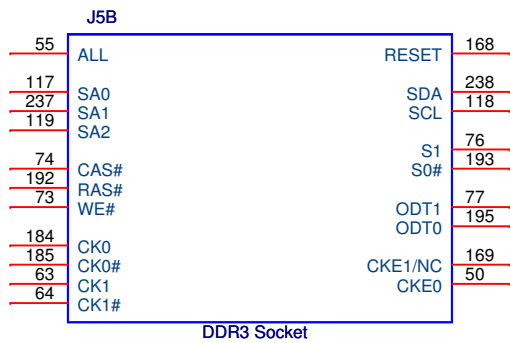 J5B
55 ALL RESET 168
117 SA0 SDA 238
237 SA1 SCL 118
119 SA2
S1 76
74 CAS# S0# 193
192 RAS#
73 WE# ODT1 77
ODT0 195
184 CK0
185 CK0# CKE1/NC 169
63 CK1 CKE0 50
64 CK1#
DDR3 Socket